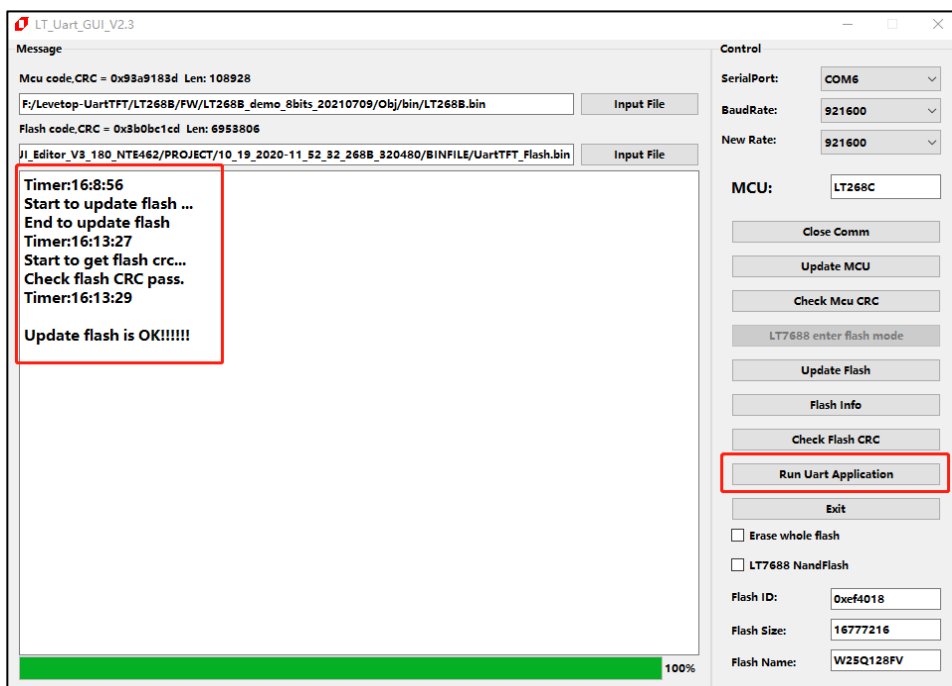 LT_Uart_GUI_V2.3
Message
Mcu code,CRC = 0x93a9183d Len: 108928
F:/Levetop-UartTFT/LT268B/FW/LT268B_demo_8bits_20210709/Obj/bin/LT268B.bin
Input File
Flash code,CRC = 0x3b0bc1cd Len: 6953806
JI_Editor_V3_180_NTE462/PROJECT/10_19_2020-11_52_32_268B_320480/BINFILE/UartTFT_Flash.bin
Input File
Timer:16:8:56
Start to update flash ...
End to update flash
Timer:16:13:27
Start to get flash crc...
Check flash CRC pass.
Timer:16:13:29
Update flash is OK!!!!!!
100%
Control
SerialPort:
COM6
BaudRate:
921600
New Rate:
921600
MCU:
LT268C
Close Comm
Update MCU
Check Mcu CRC
LT7688 enter flash mode
Update Flash
Flash Info
Check Flash CRC
Run Uart Application
Exit
Erase whole flash
LT7688 NandFlash
Flash ID:
0xef4018
Flash Size:
16777216
Flash Name:
W25Q128FV